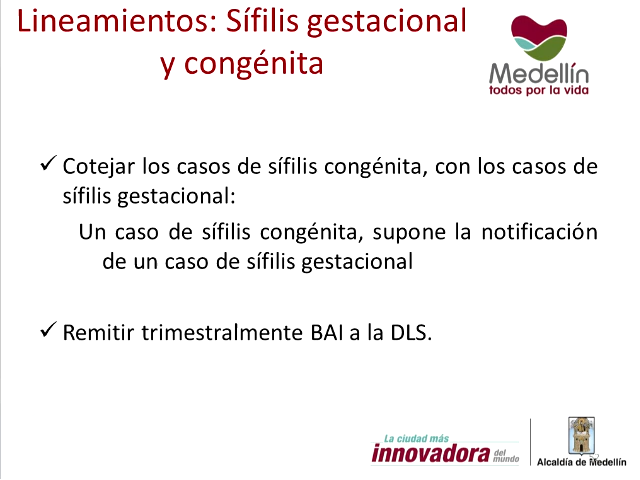 Lineamientos: Sífilis gestacional
y congénita
Medellín
todos por la vida
✓ Cotejar los casos de sífilis congénita, con los casos de
sífilis gestacional:
Un caso de sífilis congénita, supone la notificación
de un caso de sífilis gestacional
✓ Remitir trimestralmente BAI a la DLS.
La ciudad más
innovadora del
mundo
Alcaldía de Medellín